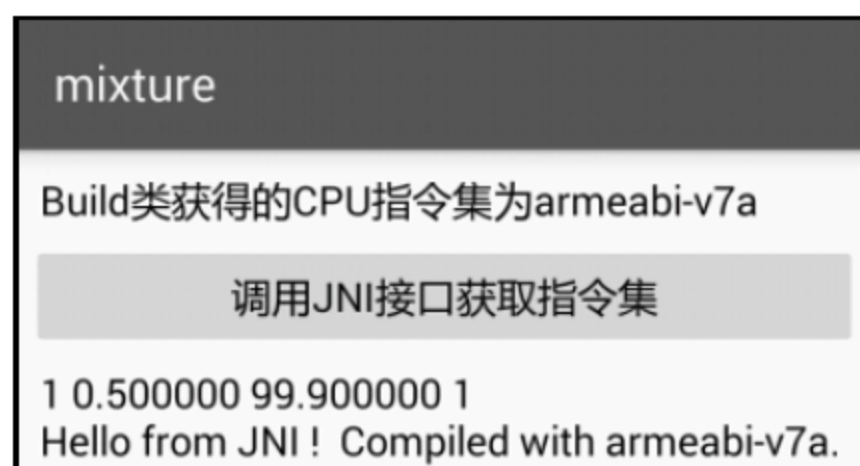 mixture
Build类获得的CPU指令集为armeabi-v7a
调用JNI接口获取指令集
1 0.500000 99.900000 1
Hello from JNI !  Compiled with armeabi-v7a.